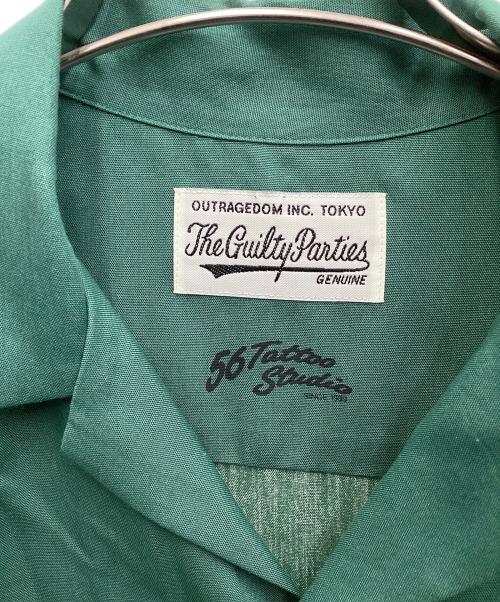 OUTRAGEDOM INC. TOKYO
The Guilty Parties
GENUINE
56 Tattoo
Studio